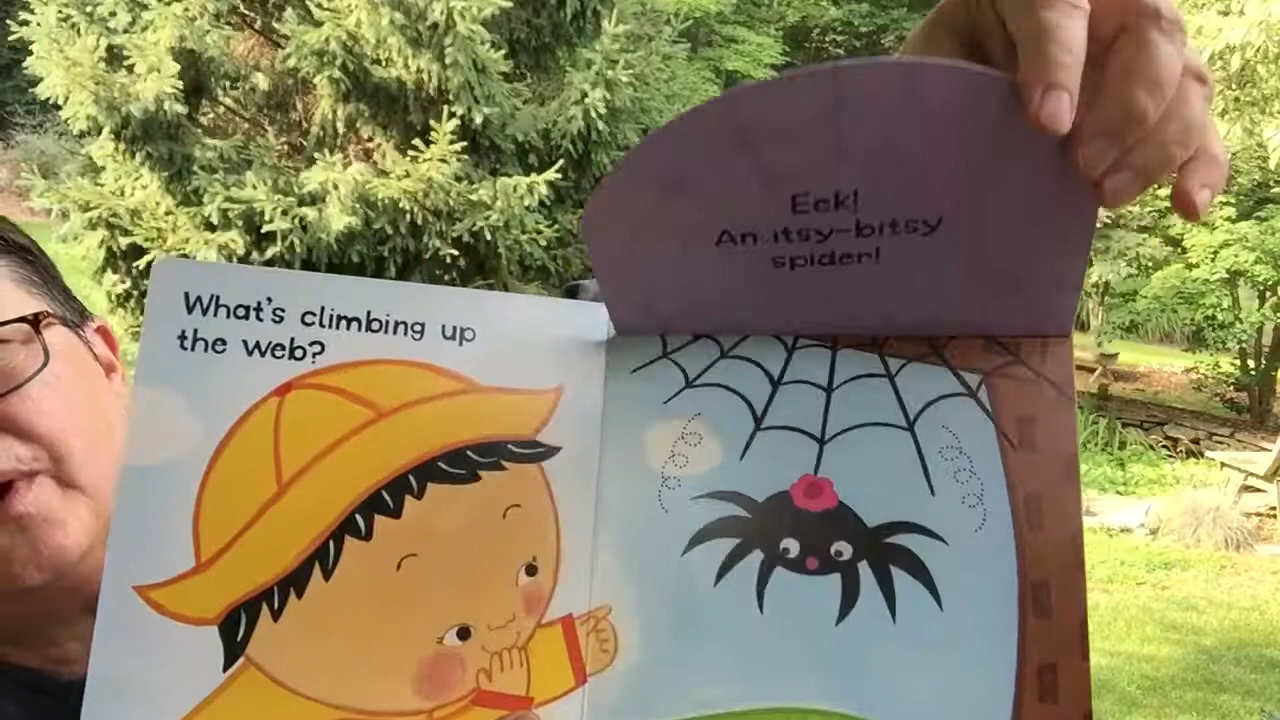 What's climbing up
the web?
Eek!
An itsy-bitsy
spider!